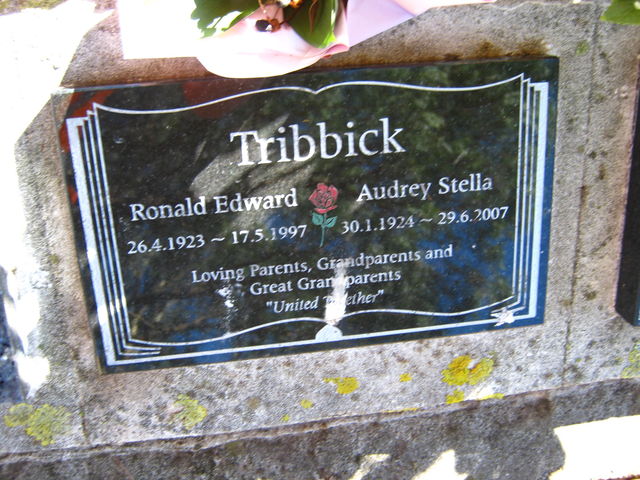 Tribbick
Ronald Edward Audrey Stella
26.4.1923 ~ 17.5.1997 30.1.1924 ~ 29.6.2007
Loving Parents, Grandparents and
Great Grandparents
"United Together"